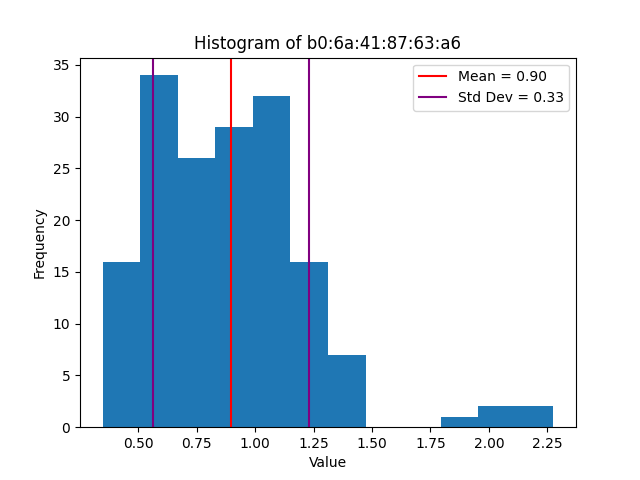 Histogram of b0:6a:41:87:63:a6
Mean = 0.90
Std Dev = 0.33
Frequency
35
30
25
20
15
10
5
0
0.50 0.75 1.00 1.25 1.50 1.75 2.00 2.25
Value